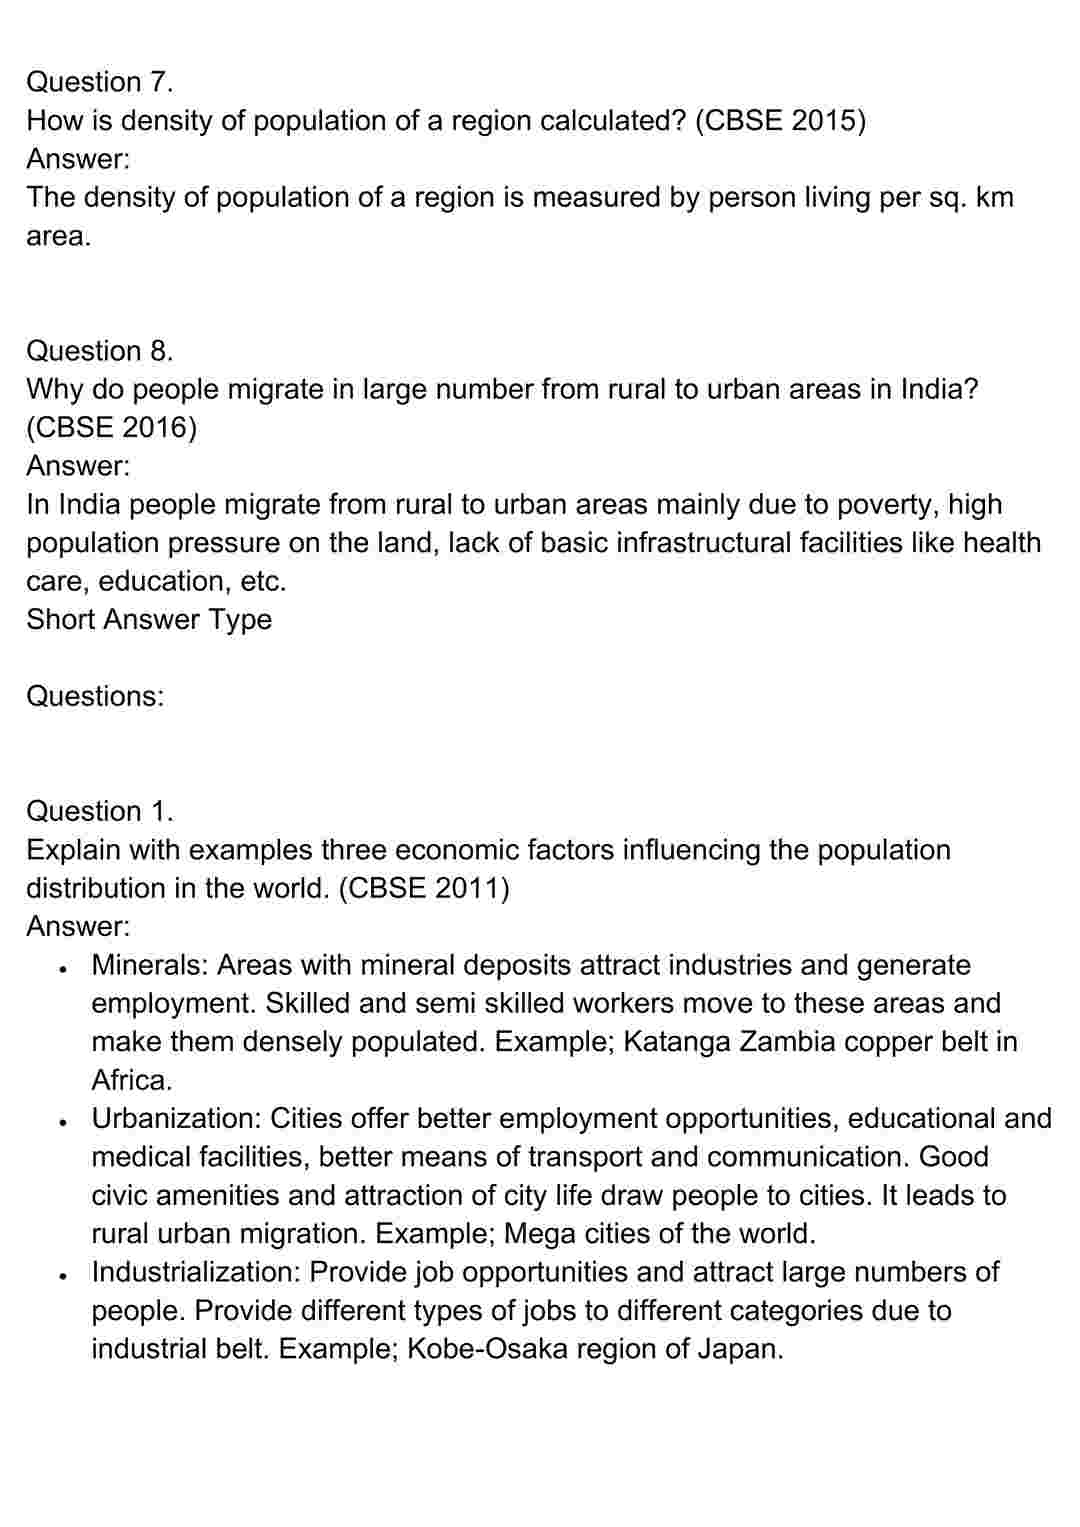 Question 7.
How is density of population of a region calculated? (CBSE 2015)
Answer:
The density of population of a region is measured by person living per sq. km
area.
Question 8.
Why do people migrate in large number from rural to urban areas in India?
(CBSE 2016)
Answer:
In India people migrate from rural to urban areas mainly due to poverty, high
population pressure on the land, lack of basic infrastructural facilities like health
care, education, etc.
Short Answer Type
Questions:
Question 1.
Explain with examples three economic factors influencing the population
distribution in the world. (CBSE 2011)
Answer:
• Minerals: Areas with mineral deposits attract industries and generate
employment. Skilled and semi skilled workers move to these areas and
make them densely populated. Example; Katanga Zambia copper belt in
Africa.
• Urbanization: Cities offer better employment opportunities, educational and
medical facilities, better means of transport and communication. Good
civic amenities and attraction of city life draw people to cities. It leads to
rural urban migration. Example; Mega cities of the world.
• Industrialization: Provide job opportunities and attract large numbers of
people. Provide different types of jobs to different categories due to
industrial belt. Example; Kobe-Osaka region of Japan.